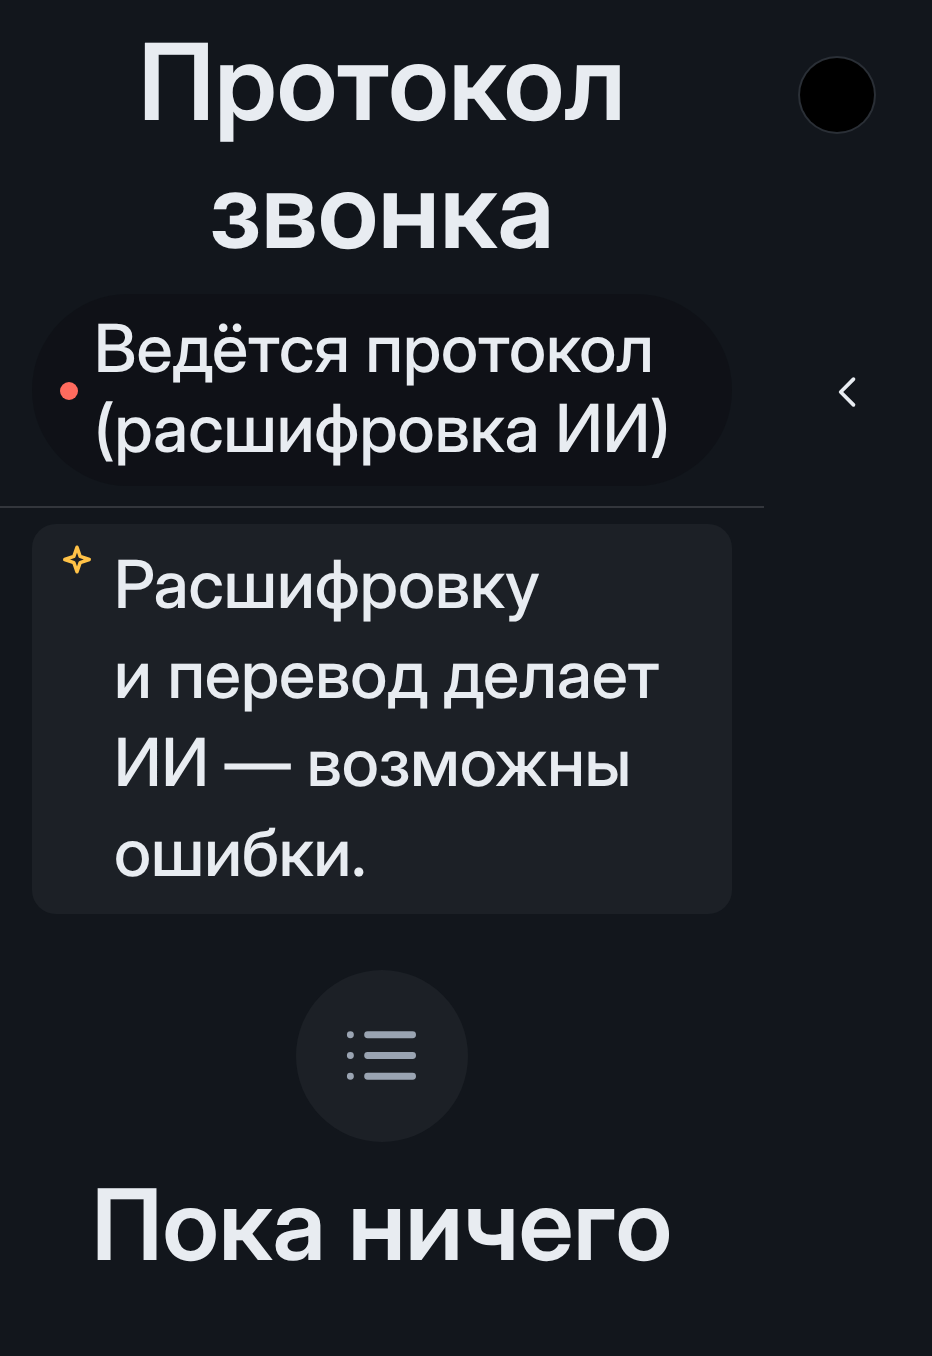 Протокол
звонка
Ведётся протокол
(расшифровка ИИ)
Расшифровку
и перевод делает
ИИ — возможны
ошибки.
Пока ничего